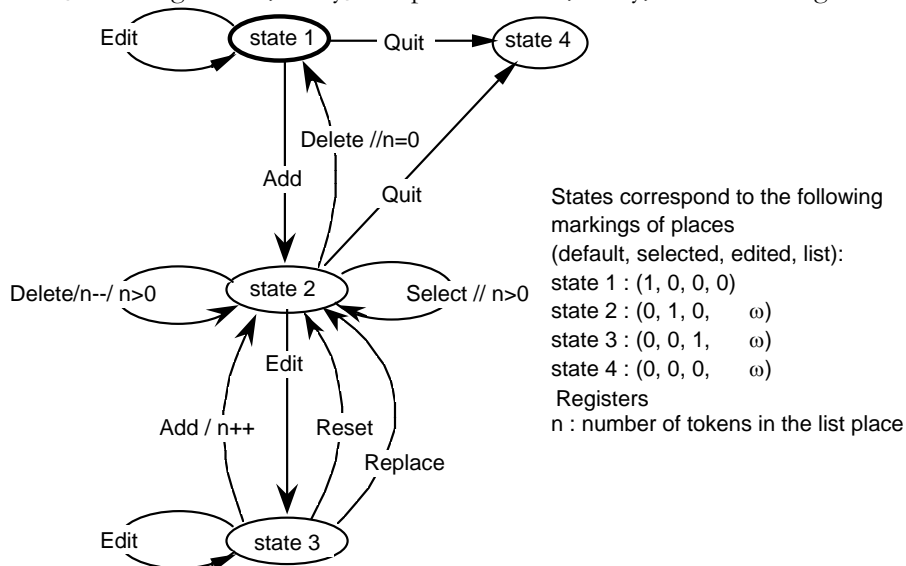 Edit
state 1
Quit
state 4
Delete //n=0
Add
Quit
States correspond to the following
markings of places
(default, selected, edited, list):
state 1 : (1, 0, 0, 0)
state 2 : (0, 1, 0, ω)
state 3 : (0, 0, 1, ω)
state 4 : (0, 0, 0, ω)
Registers
n : number of tokens in the list place
Delete/n--/ n>0
state 2
Select // n>0
Edit
Add / n++
Reset
Replace
Edit
state 3